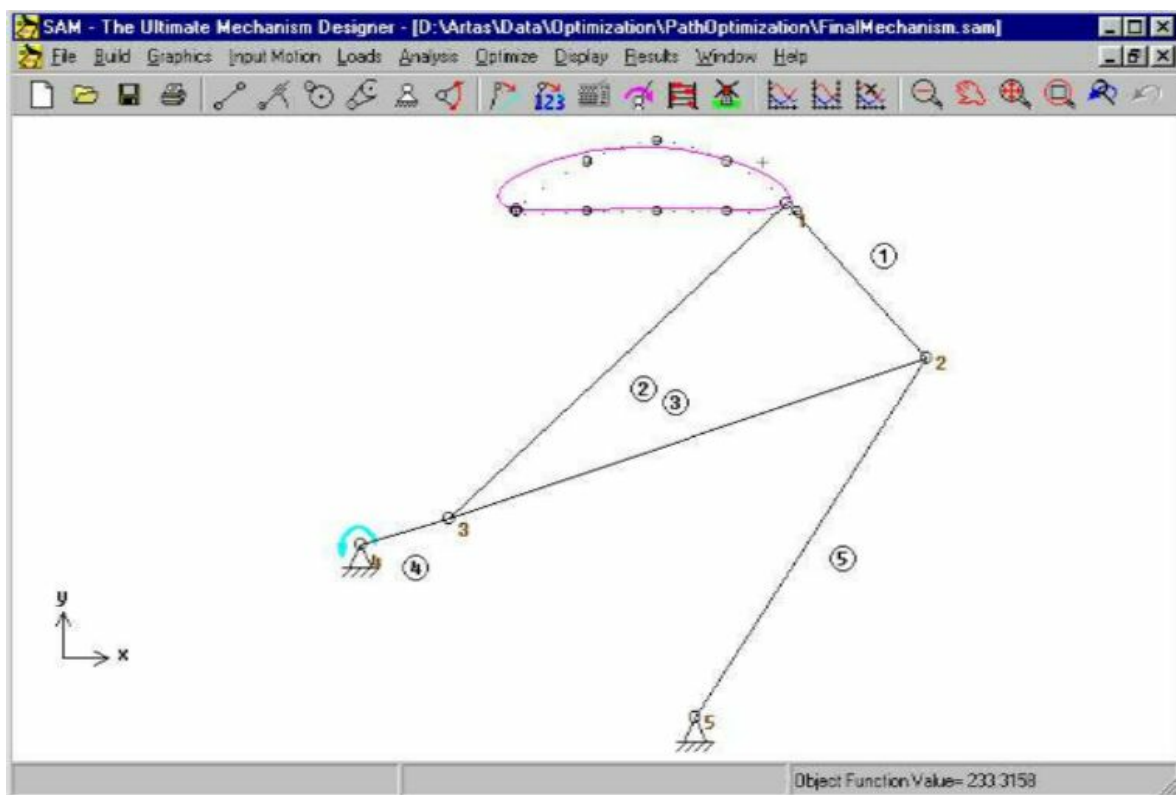 SAM - The Ultimate Mechanism Designer - [D:\Artas\Data\Optimization\PathOptimization\FinalMechanism.sam]
File Build Graphics Input Motion Loads Analysis Optimize Display Results Window Help
123
1
1
2
2
3
3
4
4
5
y
x
5
Object Function Value= 233.3158